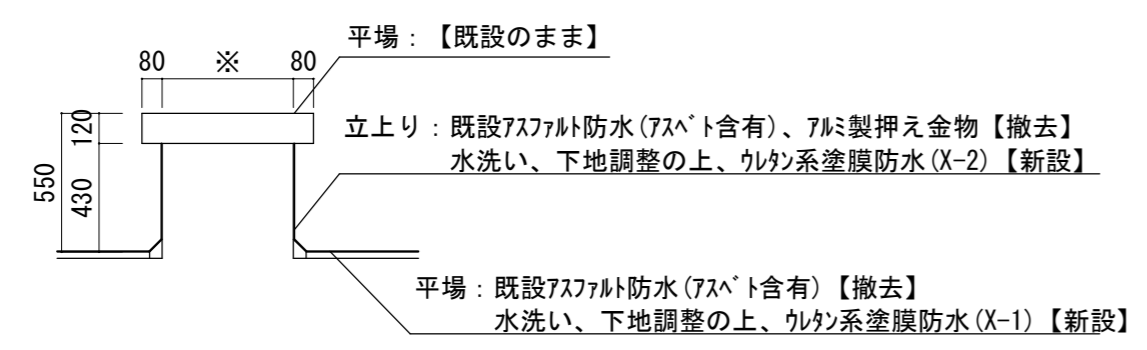 平場：【既設のまま】
80 ※ 80
120
550
430
立上り：既設ｱｽﾌｧﾙﾄ防水(ｱｽﾍﾞﾄ含有)、ｱﾙﾐ製押え金物【撤去】
水洗い、下地調整の上、ｳﾚﾀﾝ系塗膜防水(X-2)【新設】
平場：既設ｱｽﾌｧﾙﾄ防水(ｱｽﾍﾞﾄ含有)【撤去】
水洗い、下地調整の上、ｳﾚﾀﾝ系塗膜防水(X-1)【新設】